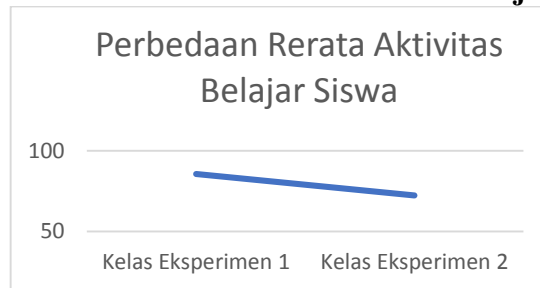 Perbedaan Rerata Aktivitas
Belajar Siswa
100
50
Kelas Eksperimen 1 Kelas Eksperimen 2